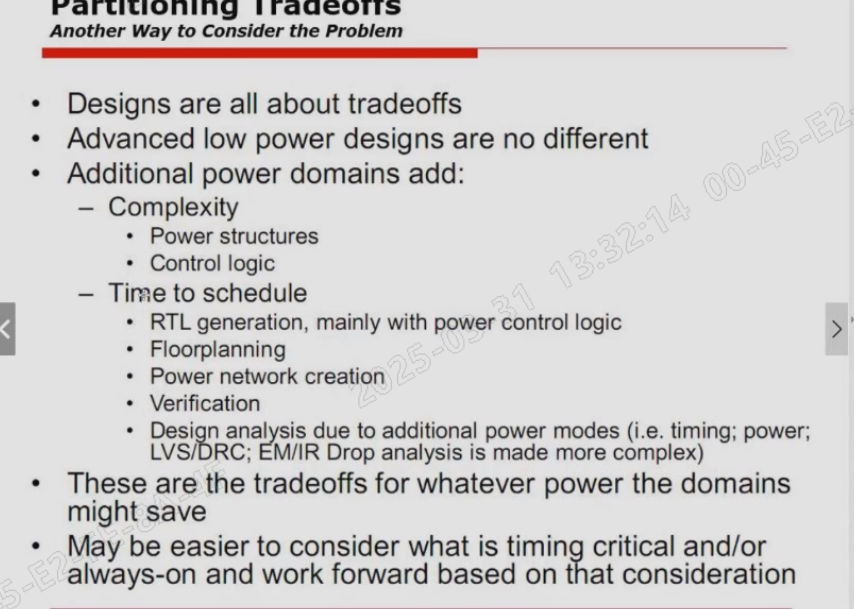 Partitioning Tradeoffs
Another Way to Consider the Problem
• Designs are all about tradeoffs
• Advanced low power designs are no different
• Additional power domains add:
– Complexity
• Power structures
• Control logic
– Time to schedule
• RTL generation, mainly with power control logic
• Floorplanning
• Power network creation
• Verification
• Design analysis due to additional power modes (i.e. timing; power;
LVS/DRC; EM/IR Drop analysis is made more complex)
• These are the tradeoffs for whatever power the domains
might save
• May be easier to consider what is timing critical and/or
always-on and work forward based on that consideration
13:32:14 00-45-E2-